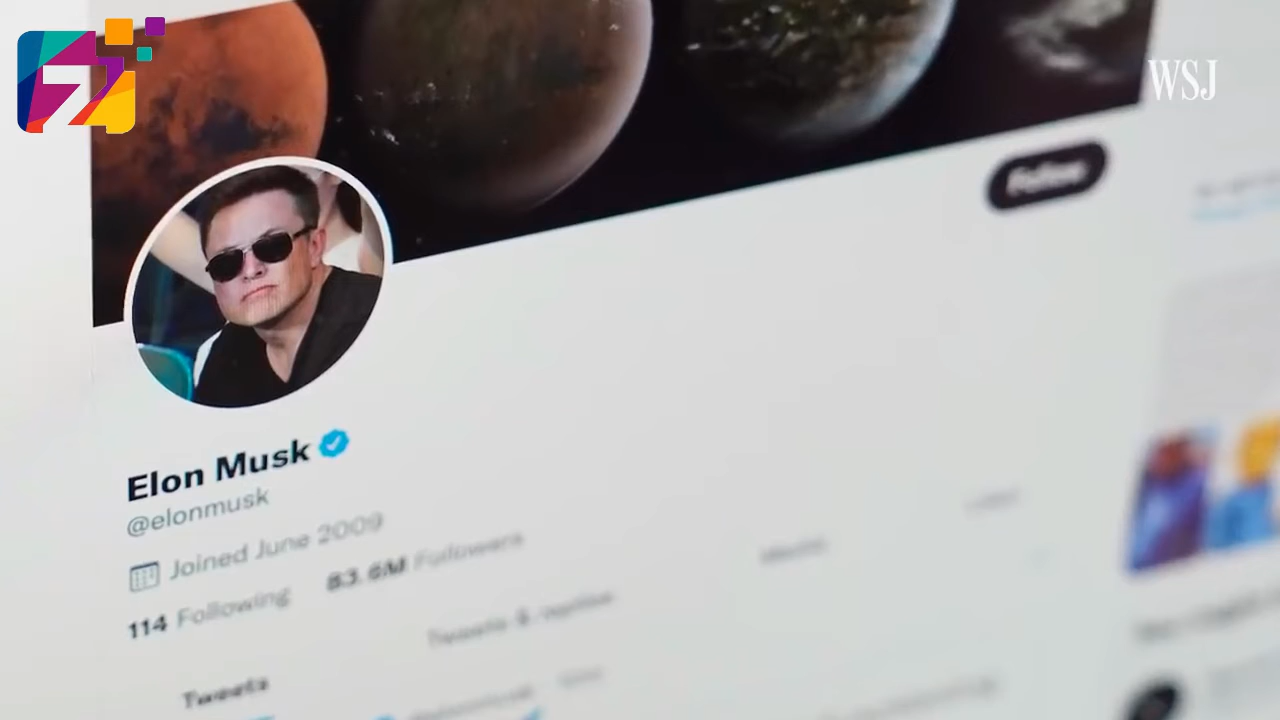 WSJ
Follow
Elon Musk
@elonmusk
Joined June 2009
114 Following 83.6M Followers
Tweets Tweets & replies